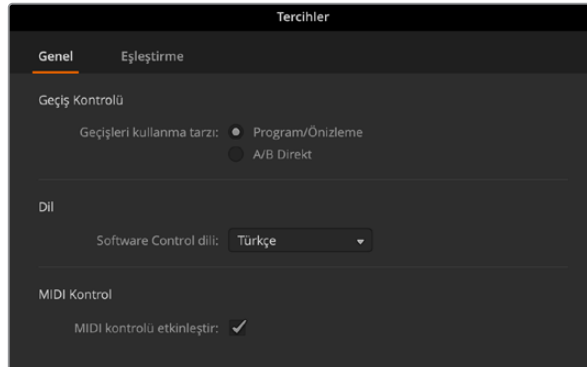 Tercihler
Genel Eşleştirme
Geçiş Kontrolü
Geçişleri kullanma tarzı: Program/Önizleme
A/B Direkt
Dil
Software Control dili: Türkçe
MIDI Kontrol
MIDI kontrolü etkinleştir: